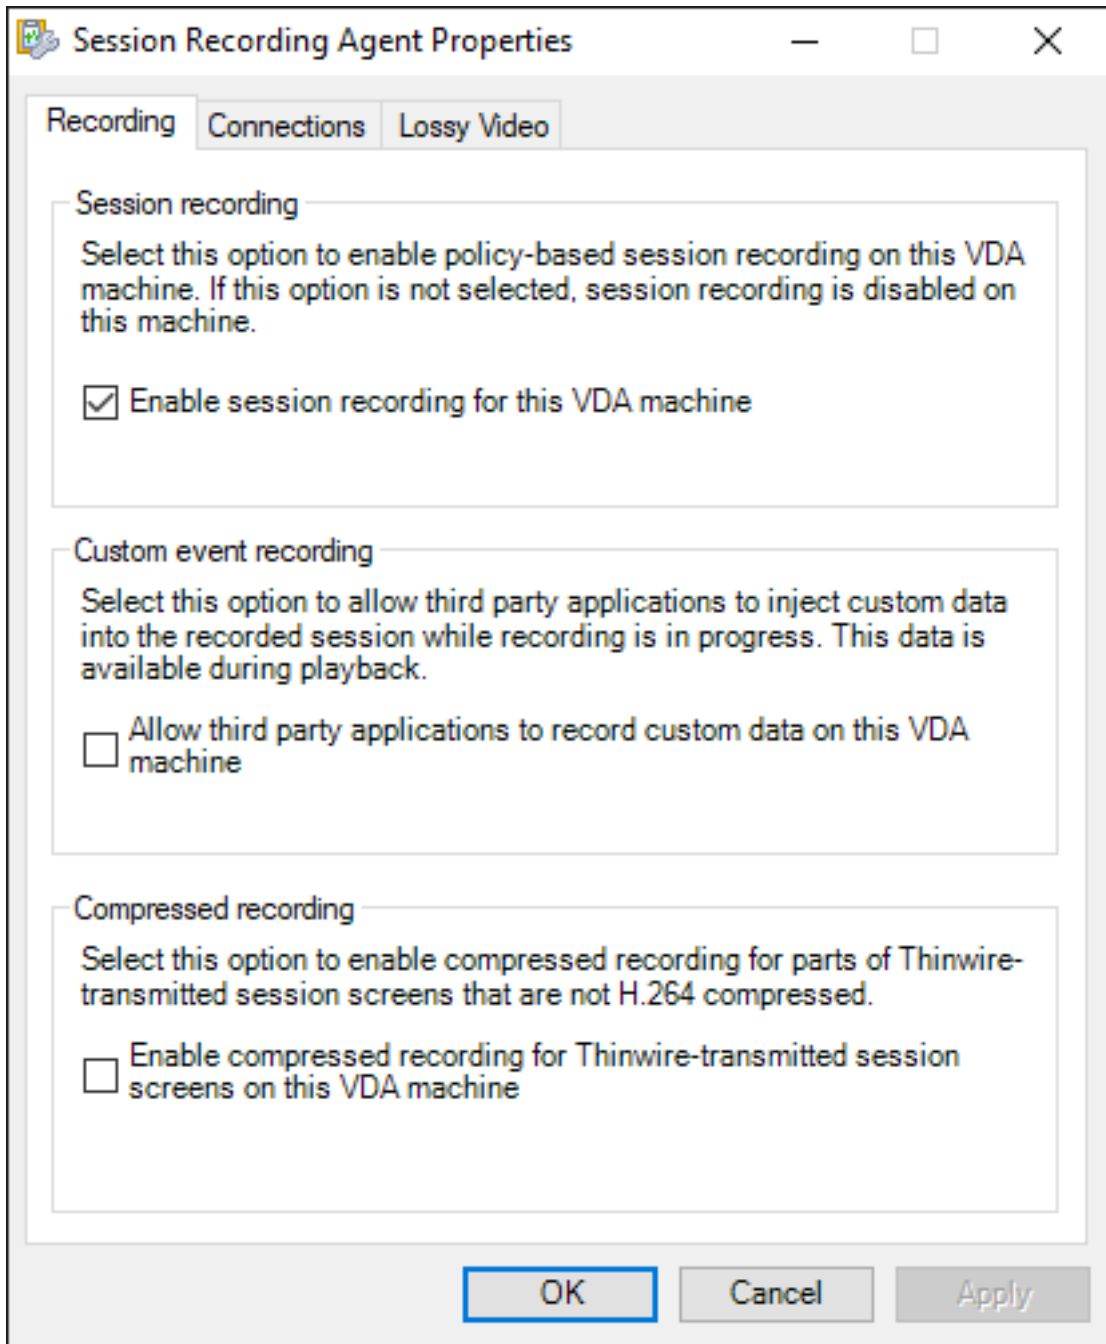 Session Recording Agent Properties
Recording
Connections
Lossy Video
Session recording
Select this option to enable policy-based session recording on this VDA
machine. If this option is not selected, session recording is disabled on
this machine.
Enable session recording for this VDA machine
Custom event recording
Select this option to allow third party applications to inject custom data
into the recorded session while recording is in progress. This data is
available during playback.
Allow third party applications to record custom data on this VDA
machine
Compressed recording
Select this option to enable compressed recording for parts of Thinwire-
transmitted session screens that are not H.264 compressed.
Enable compressed recording for Thinwire-transmitted session
screens on this VDA machine
OK
Cancel
Apply